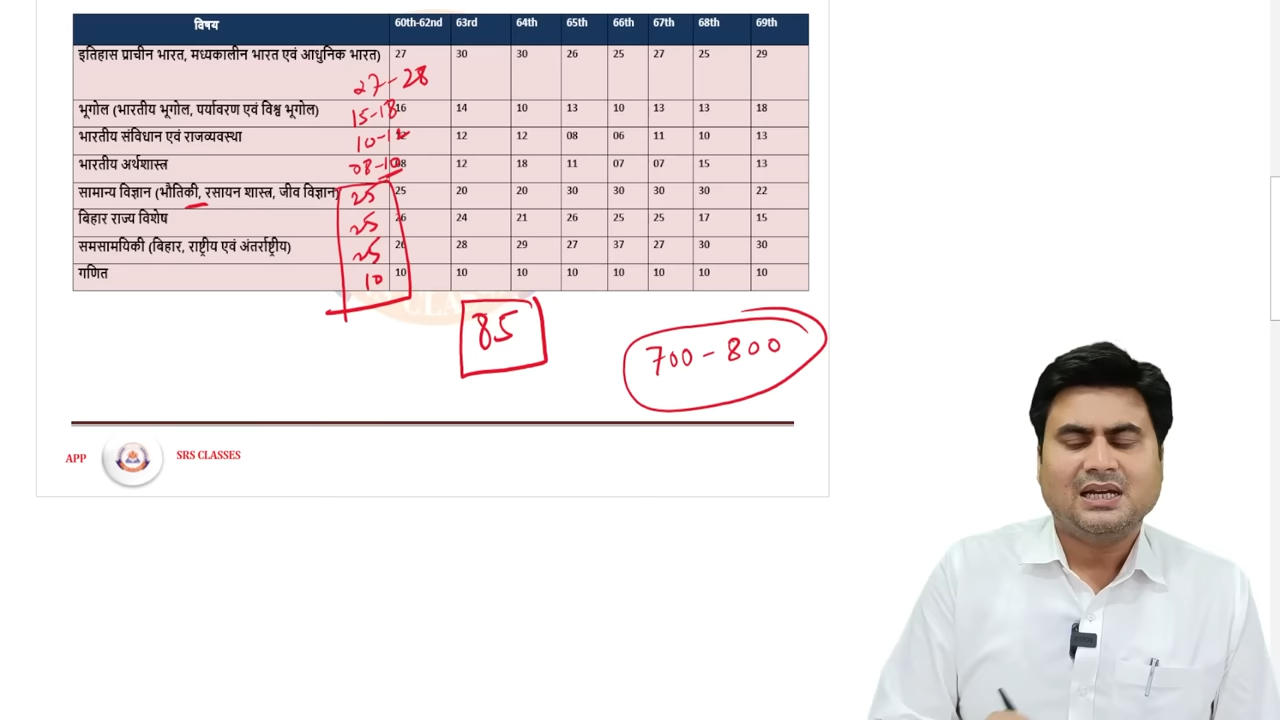 विषय 60th-62nd 63rd 64th 65th 66th 67th 68th 69th
इतिहास प्राचीन भारत, मध्यकालीन भारत एवं आधुनिक भारत) 27 30 30 26 25 27 25 29
27-28
भूगोल (भारतीय भूगोल, पर्यावरण एवं विश्व भूगोल) 15-18 16 14 10 13 10 13 13 18
भारतीय संविधान एवं राजव्यवस्था 10-12 12 12 08 06 11 10 13
भारतीय अर्थशास्त्र 08-10 08 12 18 11 07 07 15 13
सामान्य विज्ञान (भौतिकी, रसायन शास्त्र, जीव विज्ञान) 25 25 20 20 30 30 30 30 22
बिहार राज्य विशेष 25 26 24 21 26 25 25 17 15
समसामयिकी (बिहार, राष्ट्रीय एवं अंतर्राष्ट्रीय) 25 26 28 29 27 37 27 30 30
गणित 10 10 10 10 10 10 10 10 10
CLA
85
700-800
APP SRS CLASSES